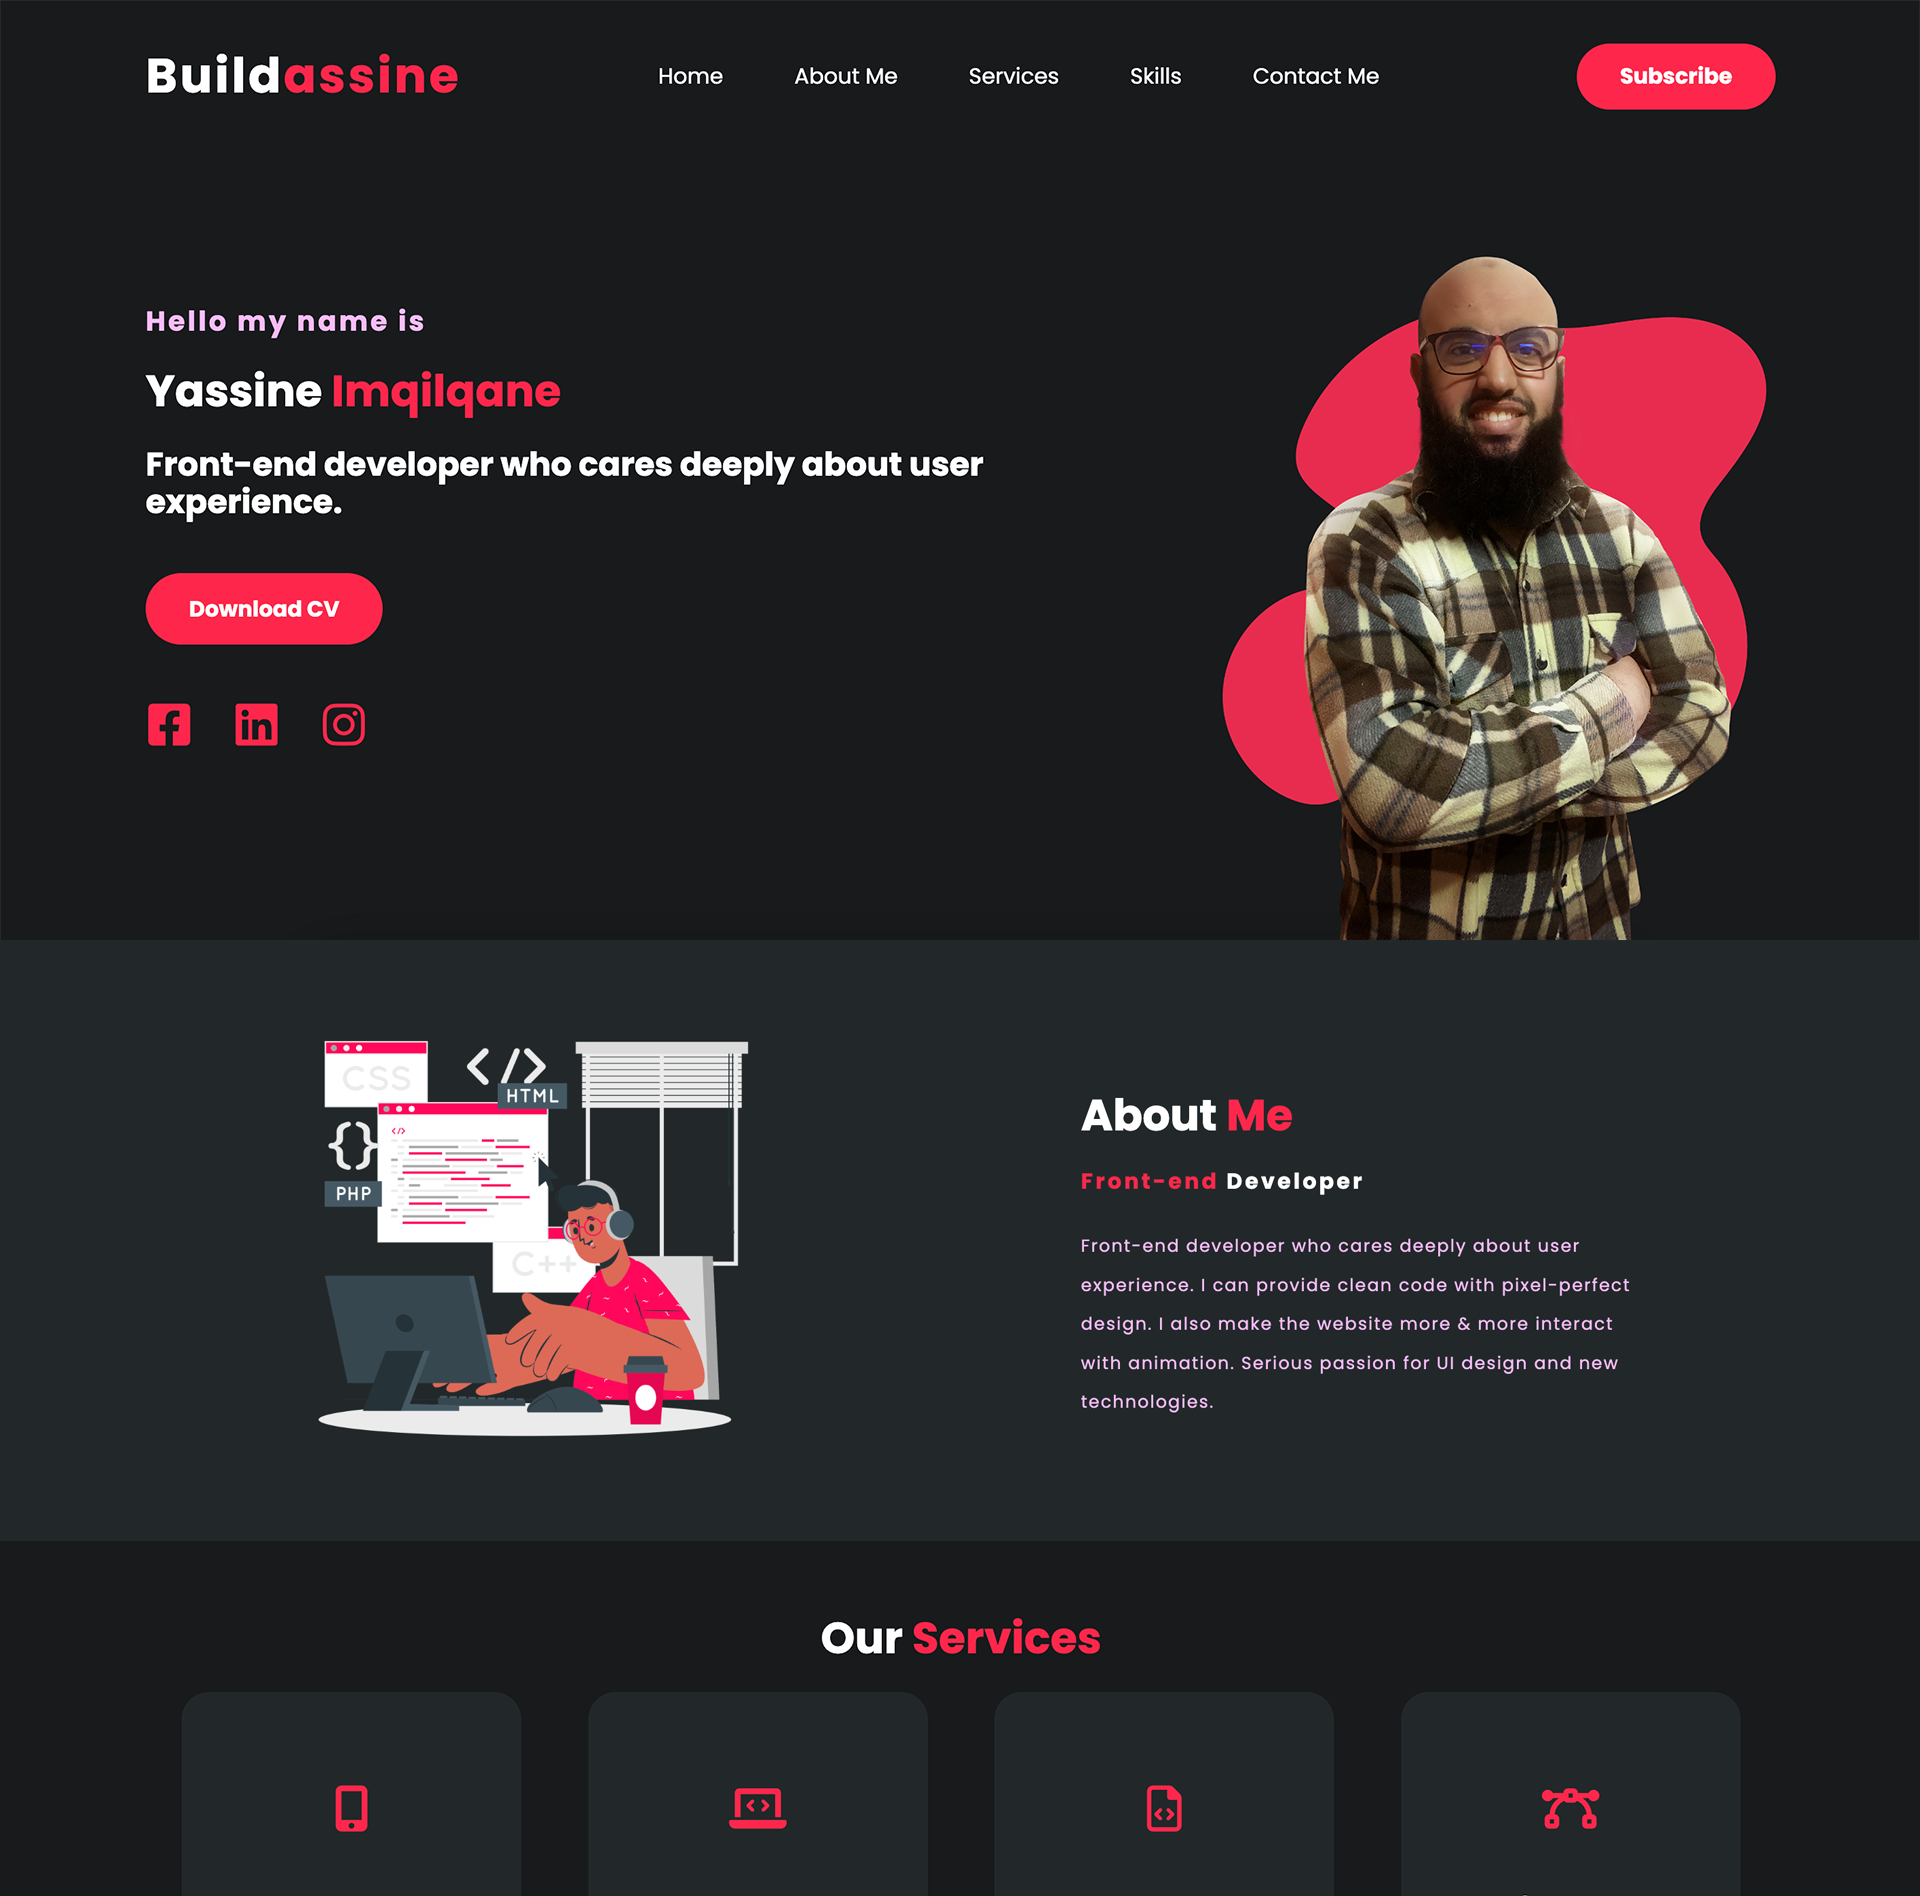 Buildassine
Home
About Me
Services
Skills
Contact Me
Subscribe
Hello my name is
Yassine Imqilqane
Front-end developer who cares deeply about user
experience.
Download CV
CSS
</>
HTML
{}
</>
PHP
C++
About Me
Front-end Developer
Front-end developer who cares deeply about user
experience. I can provide clean code with pixel-perfect
design. I also make the website more & more interact
with animation. Serious passion for UI design and new
technologies.
Our Services